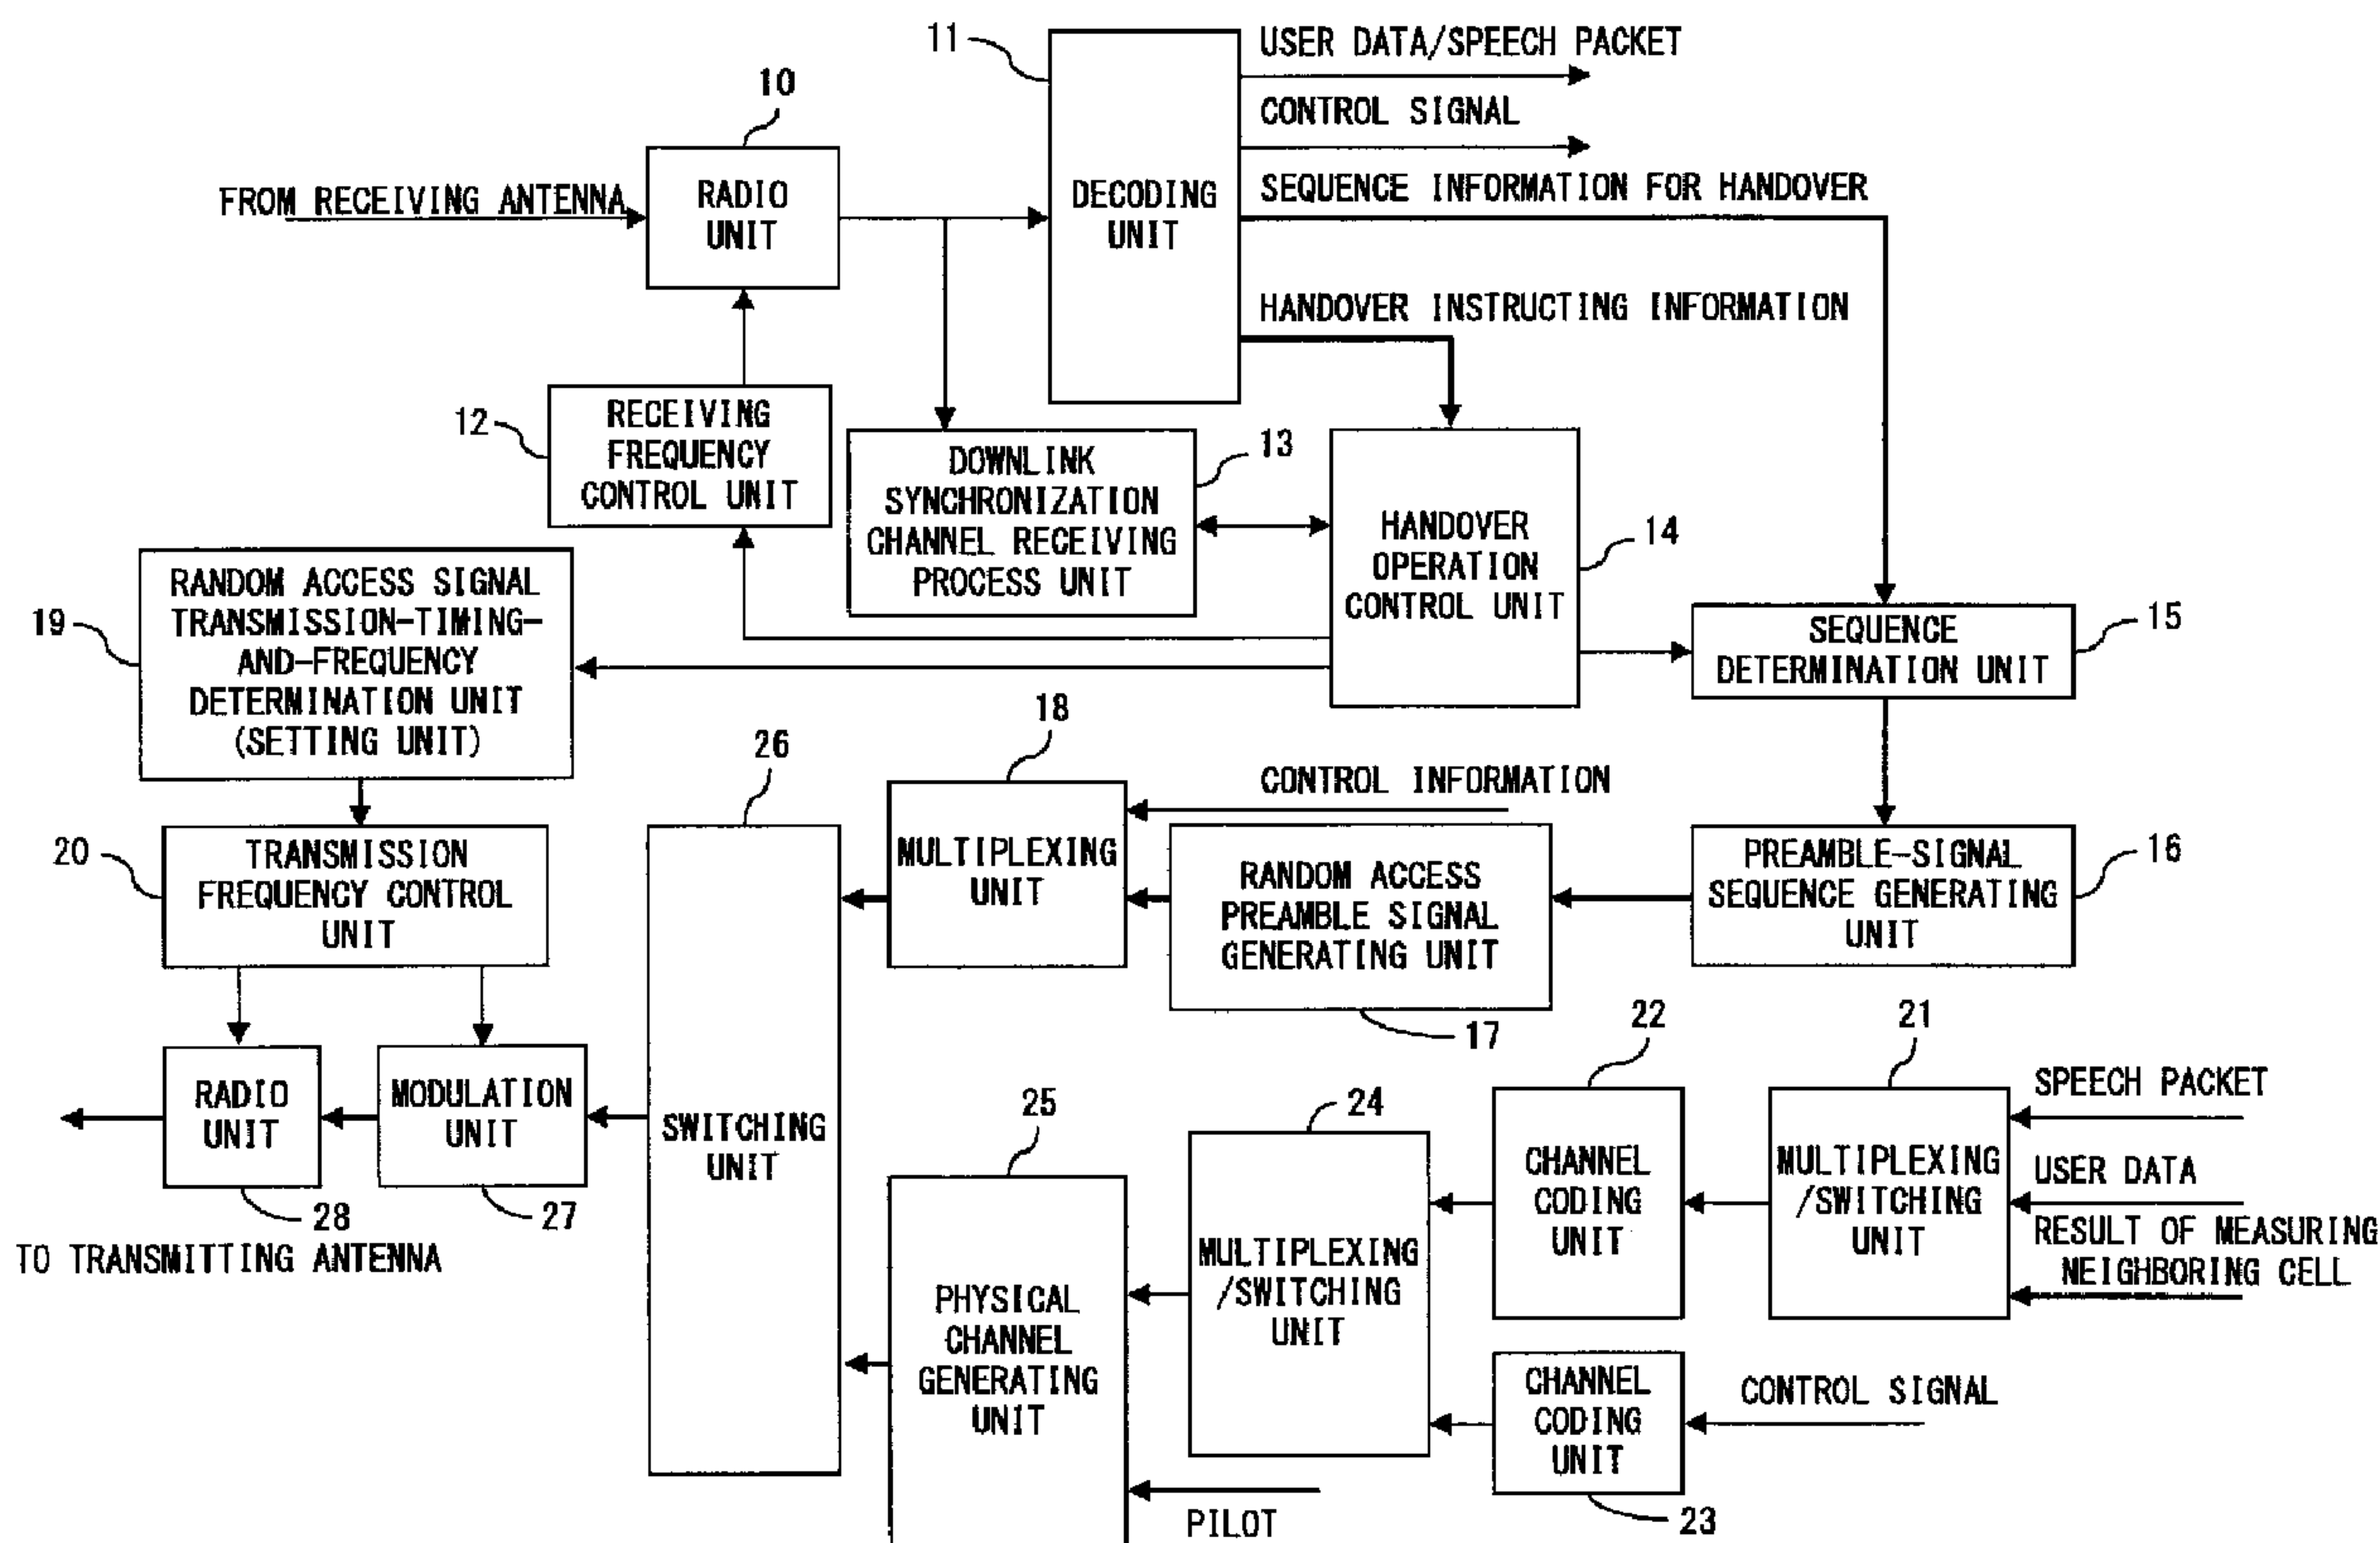 11
USER DATA/SPEECH PACKET
10
CONTROL SIGNAL
FROM RECEIVING ANTENNA
RADIO
UNIT
DECODING
UNIT
SEQUENCE INFORMATION FOR HANDOVER
HANDOVER INSTRUCTING INFORMATION
12
RECEIVING
FREQUENCY
CONTROL UNIT
DOWNLINK
SYNCHRONIZATION
CHANNEL RECEIVING
PROCESS UNIT
13
HANDOVER
OPERATION
CONTROL UNIT
14
19
RANDOM ACCESS SIGNAL
TRANSMISSION-TIMING-
AND-FREQUENCY
DETERMINATION UNIT
(SETTING UNIT)
SEQUENCE
DETERMINATION UNIT
15
26
18
CONTROL INFORMATION
20
TRANSMISSION
FREQUENCY CONTROL
UNIT
MULTIPLEXING
UNIT
RANDOM ACCESS
PREAMBLE SIGNAL
GENERATING UNIT
17
PREAMBLE-SIGNAL
SEQUENCE GENERATING
UNIT
16
RADIO
UNIT
28
MODULATION
UNIT
27
TO TRANSMITTING ANTENNA
SWITCHING
UNIT
25
24
22
21
PHYSICAL
CHANNEL
GENERATING
UNIT
MULTIPLEXING
/SWITCHING
UNIT
CHANNEL
CODING
UNIT
MULTIPLEXING
/SWITCHING
UNIT
SPEECH PACKET
USER DATA
RESULT OF MEASURING
NEIGHBORING CELL
CHANNEL
CODING
UNIT
CONTROL SIGNAL
23
PILOT